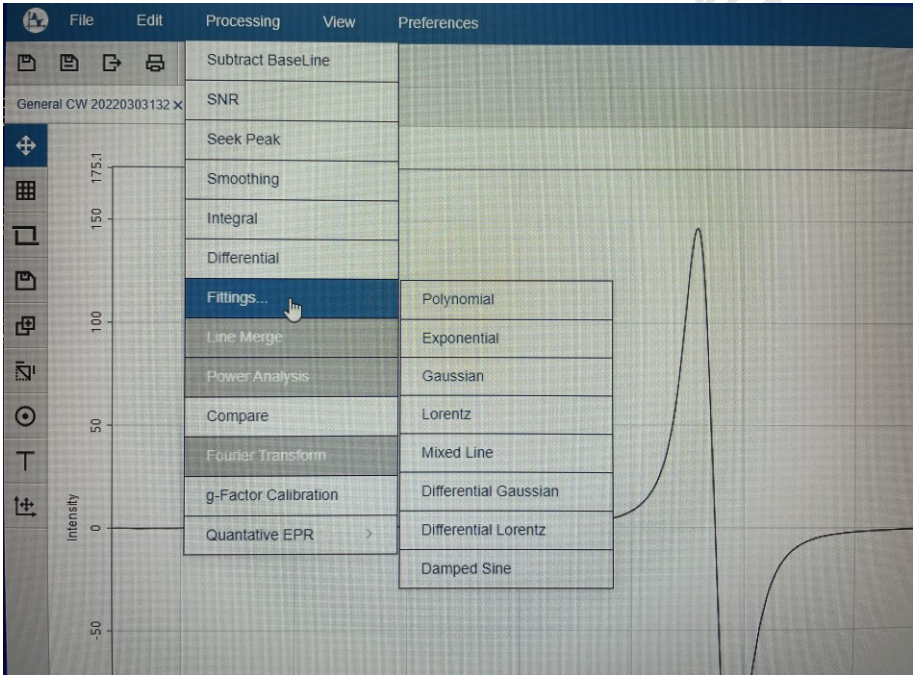 File Edit Processing View Preferences
Subtract BaseLine
General CW 20220303132 ×
SNR
Seek Peak
Smoothing
Integral
Differential
Fittings...
Line Merge
Power Analysis
Compare
Fourier Transform
g-Factor Calibration
Quantative EPR >
Polynomial
Exponential
Gaussian
Lorentz
Mixed Line
Differential Gaussian
Differential Lorentz
Damped Sine
175.1
150
100
50
0
-50
Intensity